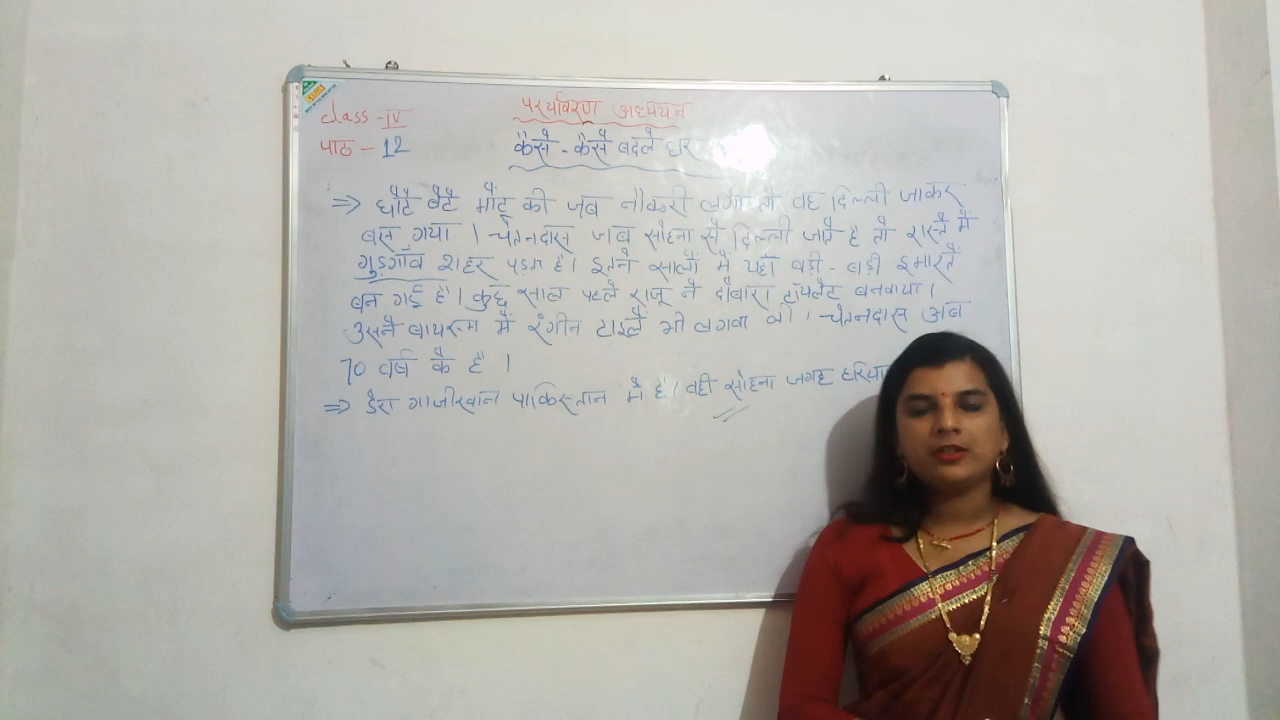 class - IV
पर्यावरण अध्ययन
पाठ - 12
कैसे - कैसे बदले घर
⇒ छोटे बेटे मोंटू की जब नौकरी लगी तो वह दिल्ली जाकर
बस गया । चेतनदास जब सोहना से दिल्ली जाते है तो रास्ते में
गुड़गाँव शहर पड़ता है। इतने सालों में यहाँ बड़ी - बड़ी इमारतें
बन गई हैं। कुछ साल पहले राजू ने दोबारा टॉयलेट बनवाया।
उसने बाथरूम में रंगीन टाइलें भी लगवा ली। चेतनदास अब
70 वर्ष के हैं ।
⇒ डेरा गाजीखान पाकिस्तान में है। वही सोहना जगह